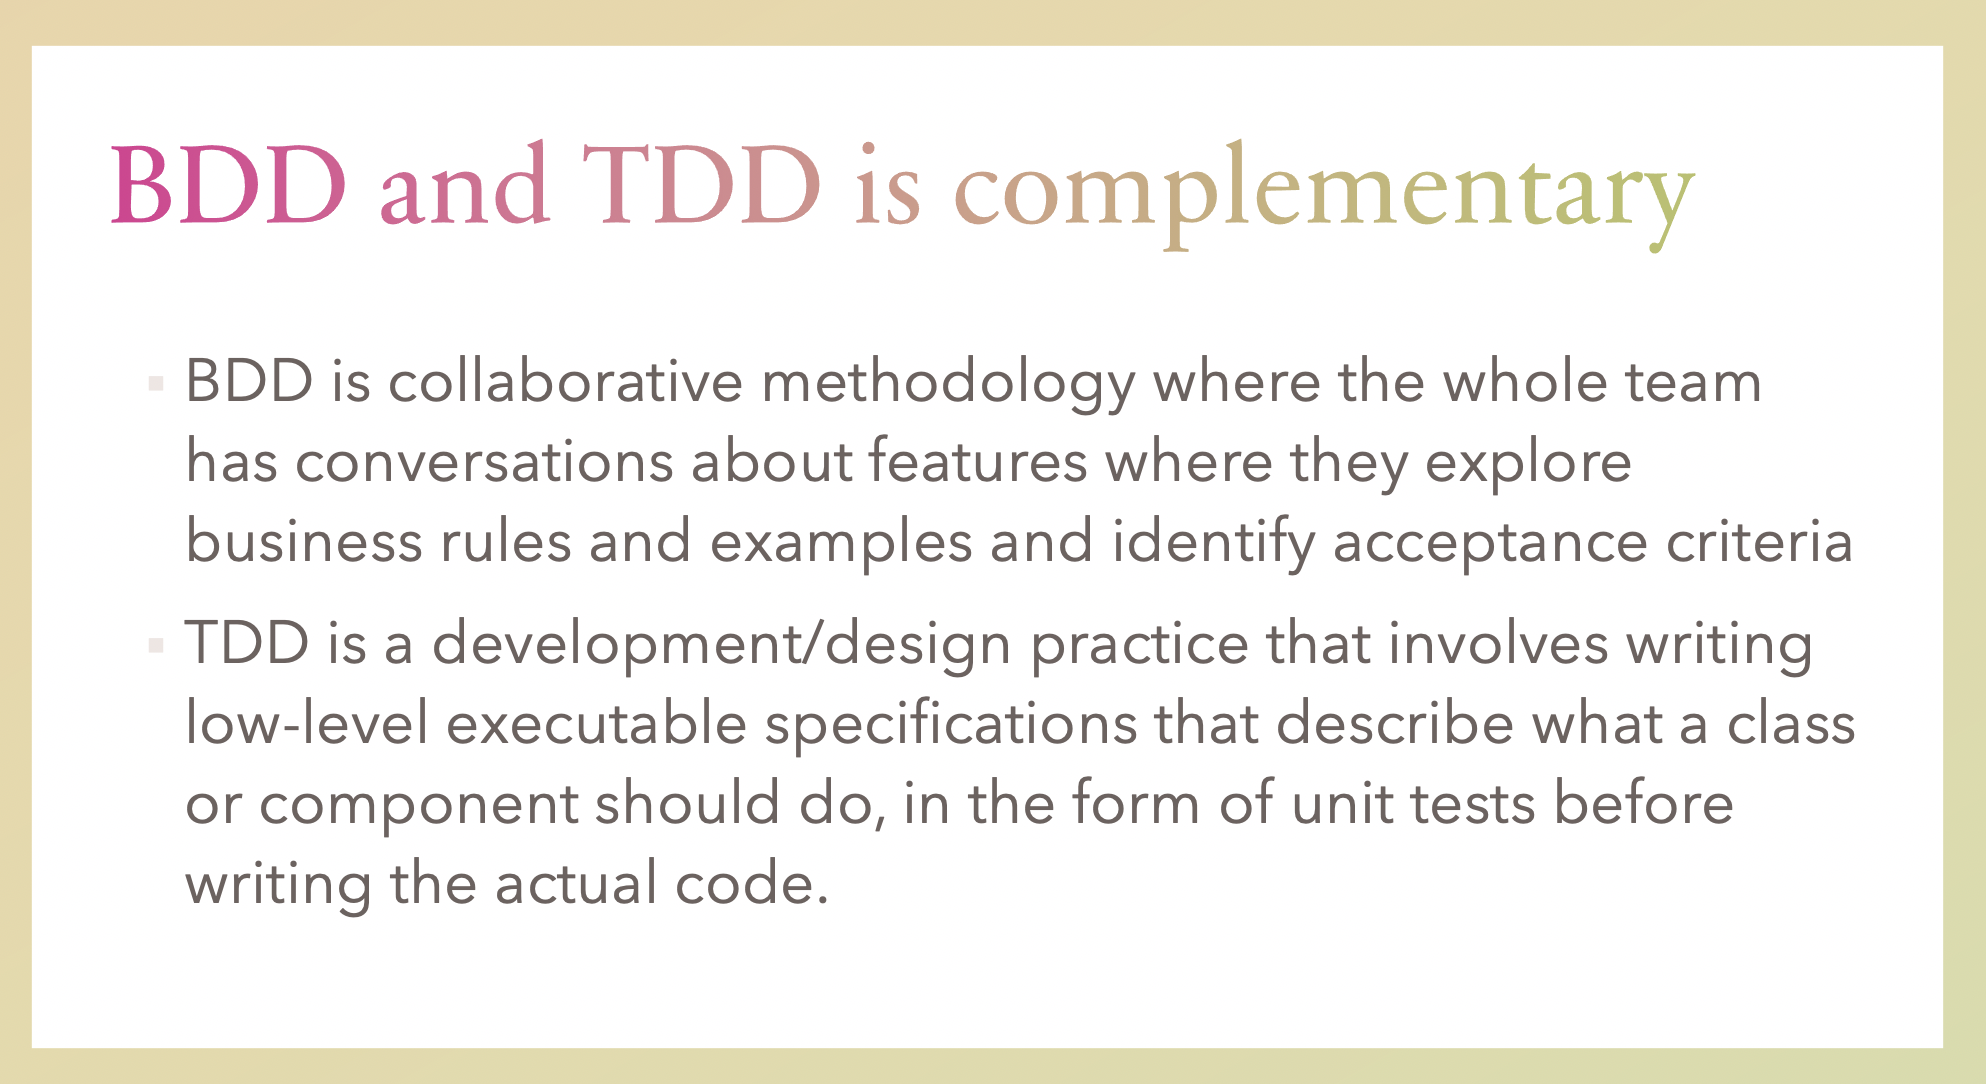 BDD and TDD is complementary
▪ BDD is collaborative methodology where the whole team
has conversations about features where they explore
business rules and examples and identify acceptance criteria
▪ TDD is a development/design practice that involves writing
low-level executable specifications that describe what a class
or component should do, in the form of unit tests before
writing the actual code.